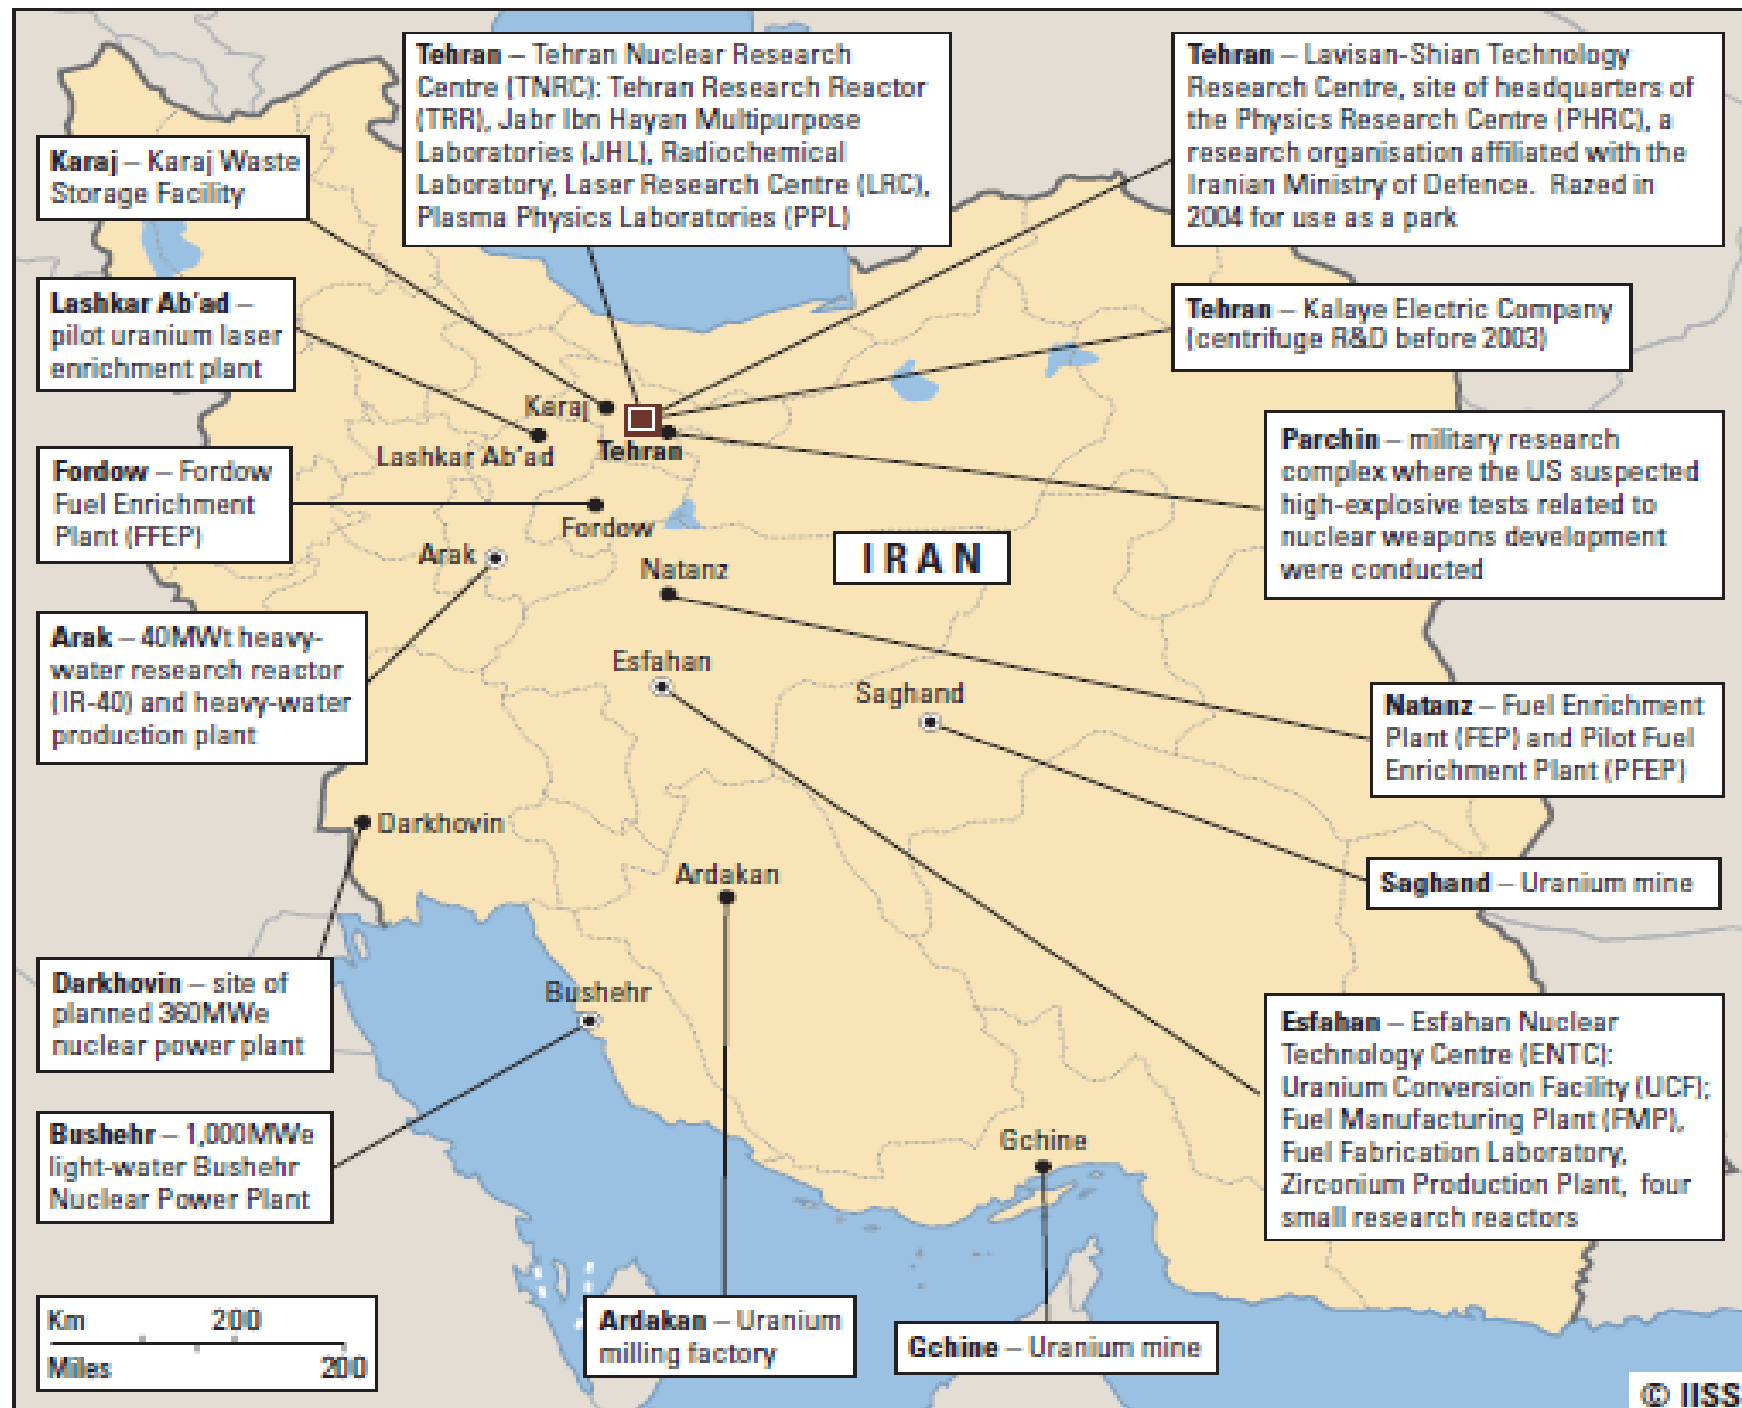 Tehran – Tehran Nuclear Research
Centre (TNRC): Tehran Research Reactor
(TRR), Jabr Ibn Hayan Multipurpose
Laboratories (JHL), Radiochemical
Laboratory, Laser Research Centre (LRC),
Plasma Physics Laboratories (PPL)
Tehran – Lavisan-Shian Technology
Research Centre, site of headquarters of
the Physics Research Centre (PHRC), a
research organisation affiliated with the
Iranian Ministry of Defence. Razed in
2004 for use as a park
Karaj – Karaj Waste
Storage Facility
Lashkar Ab'ad –
pilot uranium laser
enrichment plant
Tehran – Kalaye Electric Company
(centrifuge R&D before 2003)
Karaj
Tehran
Lashkar Ab'ad
Parchin – military research
complex where the US suspected
high-explosive tests related to
nuclear weapons development
were conducted
Fordow – Fordow
Fuel Enrichment
Plant (FFEP)
Fordow
Arak
Natanz
IRAN
Arak – 40MWt heavy-
water research reactor
(IR-40) and heavy-water
production plant
Esfahan
Saghand
Natanz – Fuel Enrichment
Plant (FEP) and Pilot Fuel
Enrichment Plant (PFEP)
Darkhovin
Ardakan
Saghand – Uranium mine
Darkhovin – site of
planned 360MWe
nuclear power plant
Bushehr
Esfahan – Esfahan Nuclear
Technology Centre (ENTC):
Uranium Conversion Facility (UCF);
Fuel Manufacturing Plant (FMP),
Fuel Fabrication Laboratory,
Zirconium Production Plant, four
small research reactors
Bushehr – 1,000MWe
light-water Bushehr
Nuclear Power Plant
Gchine
Km 200
Miles 200
Ardakan – Uranium
milling factory
Gchine – Uranium mine
© IISS